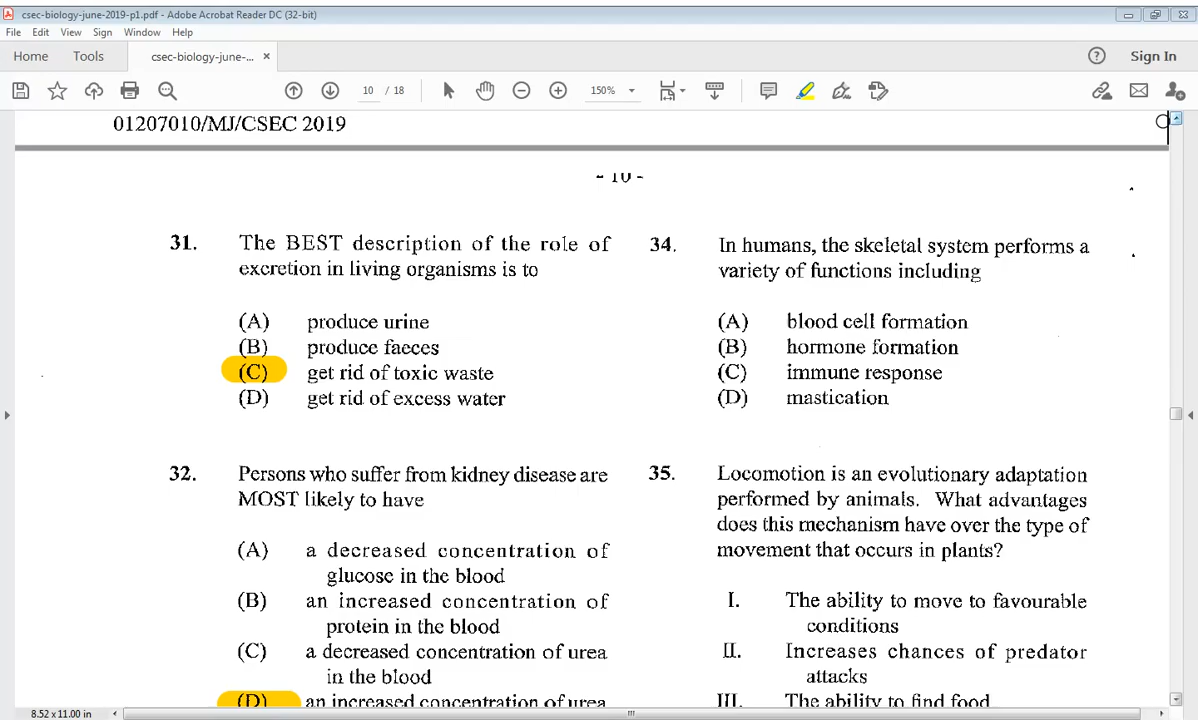 csec-biology-june-2019-p1.pdf - Adobe Acrobat Reader DC (32-bit)
File Edit View Sign Window Help
Home Tools csec-biology-june-... × Sign In
10 / 18 150%
01207010/MJ/CSEC 2019
- 10 -
31. The BEST description of the role of
excretion in living organisms is to
(A) produce urine
(B) produce faeces
(C) get rid of toxic waste
(D) get rid of excess water
32. Persons who suffer from kidney disease are
MOST likely to have
(A) a decreased concentration of
glucose in the blood
(B) an increased concentration of
protein in the blood
(C) a decreased concentration of urea
in the blood
(D) an increased concentration of urea
34. In humans, the skeletal system performs a
variety of functions including
(A) blood cell formation
(B) hormone formation
(C) immune response
(D) mastication
35. Locomotion is an evolutionary adaptation
performed by animals. What advantages
does this mechanism have over the type of
movement that occurs in plants?
I. The ability to move to favourable
conditions
II. Increases chances of predator
attacks
III. The ability to find food
8.52 x 11.00 in